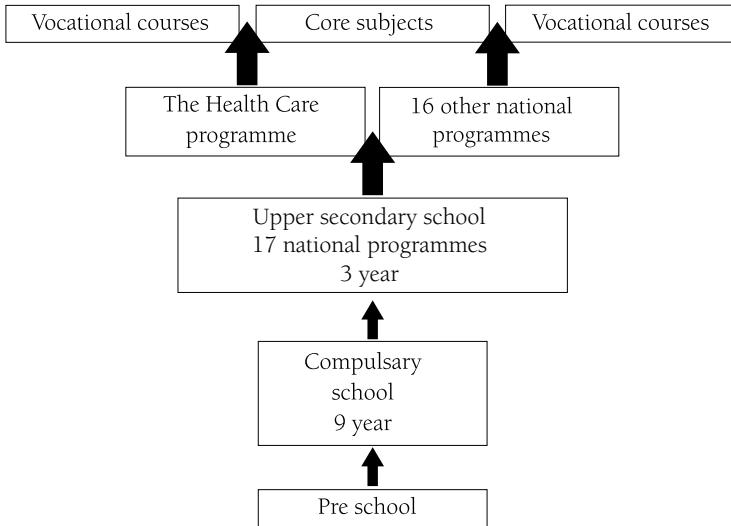 Vocational courses
Core subjects
Vocational courses
The Health Care
programme
16 other national
programmes
Upper secondary school
17 national programmes
3 year
Compulsary
school
9 year
Pre school